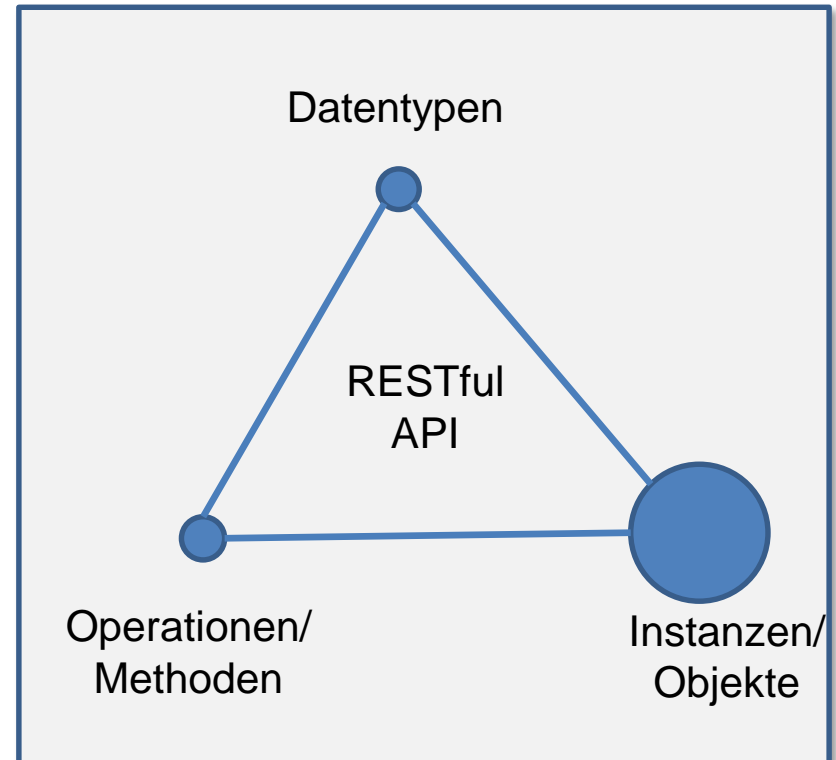 Datentypen
RESTful
API
Operationen/
Methoden
Instanzen/
Objekte